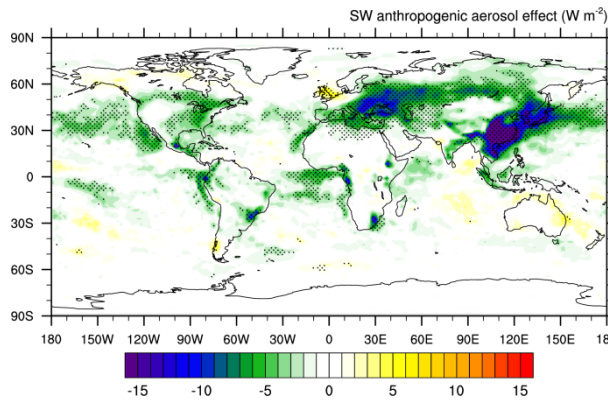 SW anthropogenic aerosol effect (W m-2)
90N
60N
30N
0
30S
60S
90S
180 150W 120W 90W 60W 30W 0 30E 60E 90E 120E 150E 180
-15 -10 -5 0 5 10 15